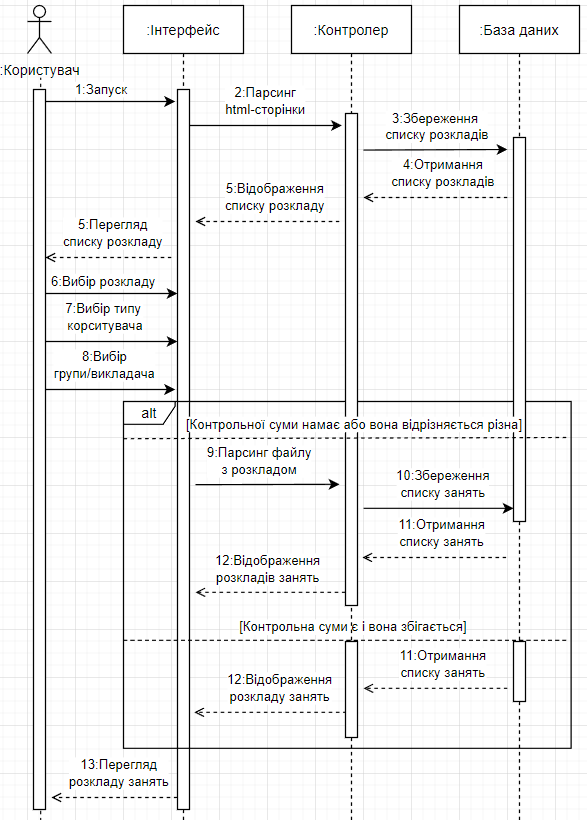 :Інтерфейс
:Контролер
:База даних
:Користувач
1:Запуск
2:Парсинг
html-сторінки
3:Збереження
списку розкладів
4:Отримання
списку розкладів
5:Відображення
списку розкладу
5:Перегляд
списку розкладу
6:Вибір розкладу
7:Вибір типу
корситувача
8:Вибір
групи/викладача
alt
[Контрольної суми намає або вона відрізняється різна]
9:Парсинг файлу
з розкладом
10:Збереження
списку занять
11:Отримання
списку занять
12:Відображення
розкладів занять
[Контрольна суми є і вона збігається]
11:Отримання
списку занять
12:Відображення
розкладу занять
13:Перегляд
розкладу занять